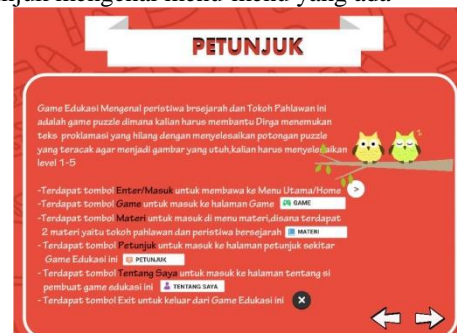 njuk mengenai menu-menu yang ada
PETUNJUK
Game Edukasi Mengenal peristiwa brsejarah dan Tokoh Pahlawan ini
adalah game puzzle dimana kalian harus membantu Dirga menemukan
teks proklamasi yang hilang dengan menyelesaikan potongan puzzle
yang teracak agar menjadi gambar yang utuh,kalian harus menyelesaikan
level 1-5
-Terdapat tombol Enter/Masuk untuk membawa ke Menu Utama/Home >
-Terdapat tombol Game untuk masuk ke halaman Game GAME
-Terdapat tombol Materi untuk masuk di menu materi,disana terdapat
2 materi yaitu tokoh pahlawan dan peristiwa bersejarah MATERI
- Terdapat tombol Petunjuk untuk masuk ke halaman petunjuk sekitar
Game Edukasi ini PETUNJUK
- Terdapat tombol Tentang Saya untuk masuk ke halaman tentang si
pembuat game edukasi ini TENTANG SAYA
- Terdapat tombol Exit untuk keluar dari Game Edukasi ini X